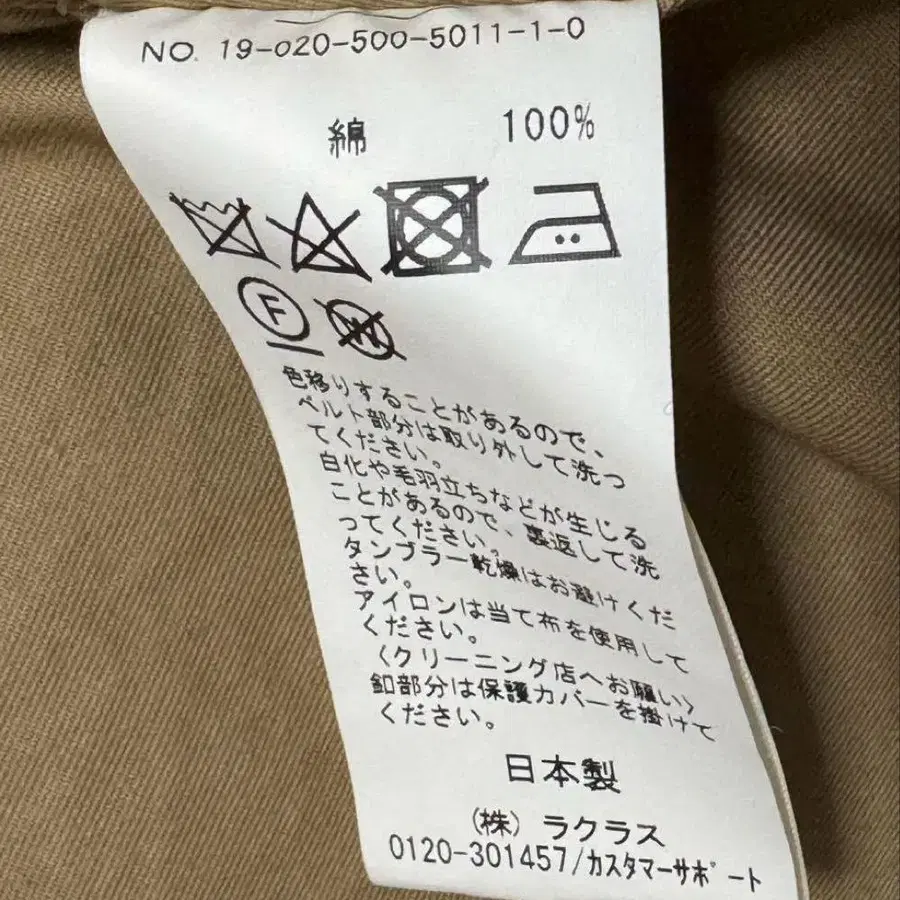 NO. 19-020-500-5011-1-0
綿 100%
F
W
色移りすることがあるので、
ベルト部分は取り外して洗っ
てください。
白化や毛羽立ちなどが生じる
ことがあるので、裏返して洗
ってください。
タンブラー乾燥はお避けくだ
さい。
アイロンは当て布を使用して
ください。
〈クリーニング店へお願い〉
釦部分は保護カバーを掛けて
ください。
日本製
(株) ラクラス
0120-301457/カスタマーサポート